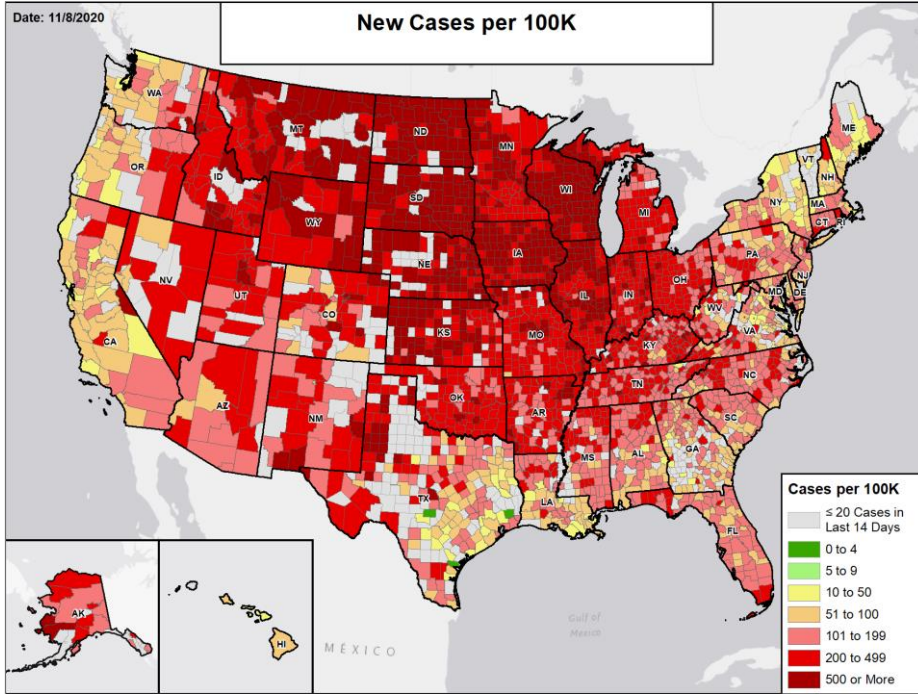 Date: 11/8/2020
New Cases per 100K
WA
MT
ND
MN
ME
OR
ID
SD
WI
VT
NH
NY
MA
WY
MI
CT
RI
IA
PA
NE
NJ
NV
OH
MD
DE
UT
IL
IN
CO
WV
VA
CA
KS
MO
KY
NC
TN
AZ
OK
NM
AR
SC
MS
AL
GA
TX
LA
FL
Cases per 100K
≤ 20 Cases in
Last 14 Days
0 to 4
5 to 9
10 to 50
51 to 100
101 to 199
200 to 499
500 or More
AK
HI
MÉXICO
Gulf of
Mexico